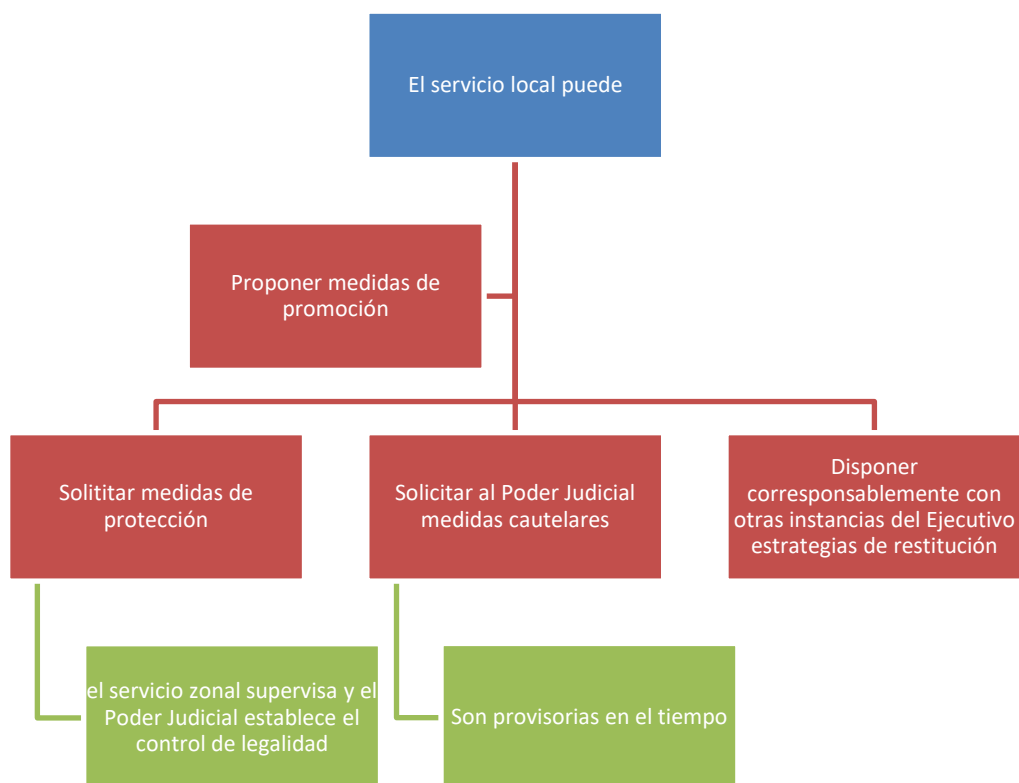 El servicio local puede
Proponer medidas de
promoción
Solititar medidas de
protección
Solicitar al Poder Judicial
medidas cautelares
Disponer
corresponsablemente con
otras instancias del Ejecutivo
estrategias de restitución
el servicio zonal supervisa y el
Poder Judicial establece el
control de legalidad
Son provisorias en el tiempo